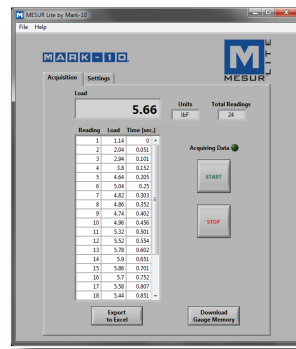 MESUR Lite by Mark-10
File Help
MARK-10
M
LITE
MESUR
Acquisition Settings
Load
5.66
Units
lbF
Total Readings
24
Reading Load Time [sec.]
1 1.14 0
2 2.04 0.051
3 2.94 0.101
4 3.8 0.152
5 4.64 0.205
6 5.04 0.25
7 4.82 0.303
8 4.86 0.352
9 4.74 0.402
10 4.96 0.456
11 5.32 0.501
12 5.52 0.554
13 5.78 0.602
14 5.9 0.651
15 5.86 0.701
16 5.7 0.752
17 5.58 0.807
18 5.44 0.851
Acquiring Data
START
STOP
Export
to Excel
Download
Gauge Memory